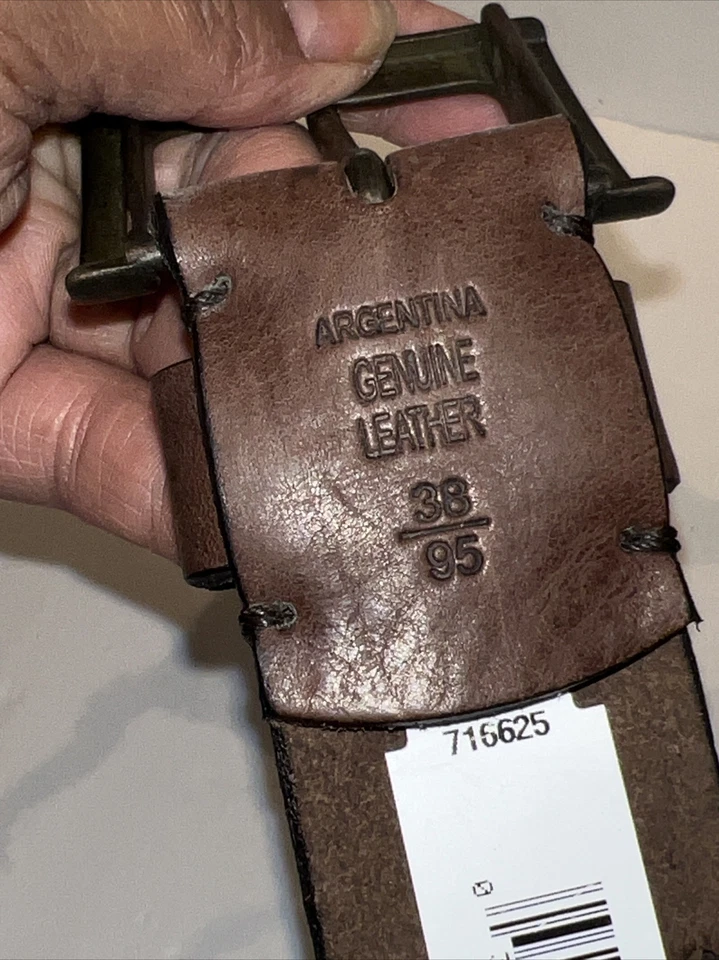 ARGENTINA
GENUINE
LEATHER
38
95
716625